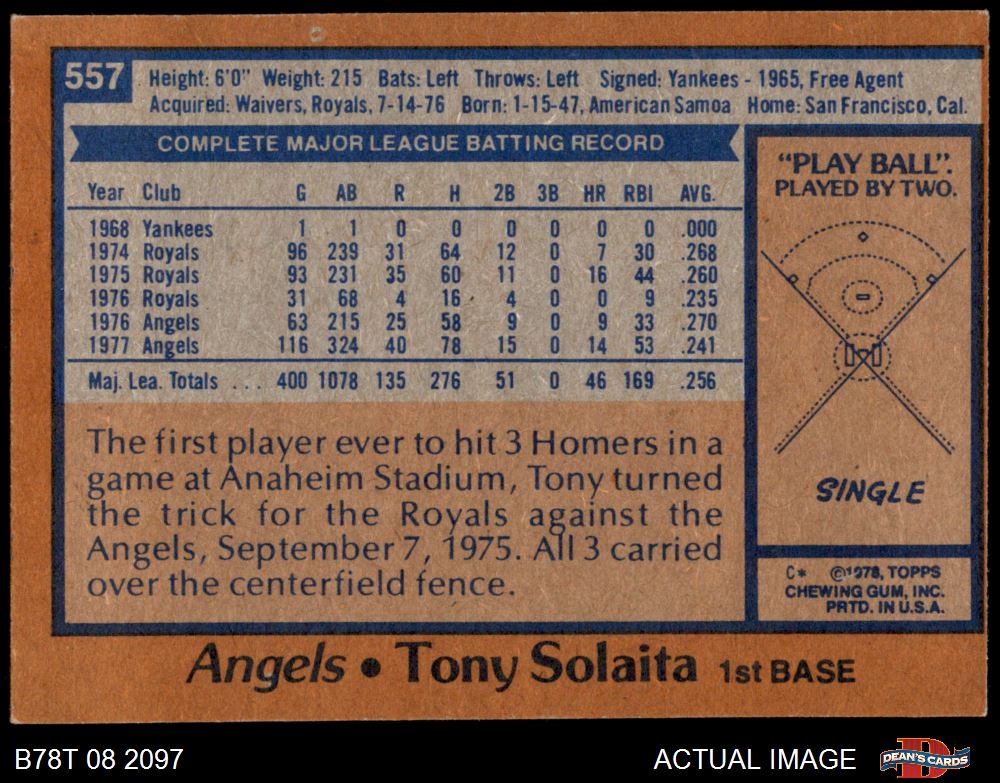 557
Height: 6'0" Weight: 215 Bats: Left Throws: Left Signed: Yankees - 1965, Free Agent
Acquired: Waivers, Royals, 7-14-76 Born: 1-15-47, American Samoa Home: San Francisco, Cal.
COMPLETE MAJOR LEAGUE BATTING RECORD
Year Club G AB R H 2B 3B HR RBI AVG.
1968 Yankees 1 1 0 0 0 0 0 0 .000
1974 Royals 96 239 31 64 12 0 7 30 .268
1975 Royals 93 231 35 60 11 0 16 44 .260
1976 Royals 31 68 4 16 4 0 0 9 .235
1976 Angels 63 215 25 58 9 0 9 33 .270
1977 Angels 116 324 40 78 15 0 14 53 .241
Maj. Lea. Totals ... 400 1078 135 276 51 0 46 169 .256
The first player ever to hit 3 Homers in a
game at Anaheim Stadium, Tony turned
the trick for the Royals against the
Angels, September 7, 1975. All 3 carried
over the centerfield fence.
"PLAY BALL".
PLAYED BY TWO.
SINGLE
C* ©1978, TOPPS
CHEWING GUM, INC.
PRTD. IN U.S.A.
Angels • Tony Solaita 1st BASE
B78T 08 2097
ACTUAL IMAGE
DEAN'S CARDS